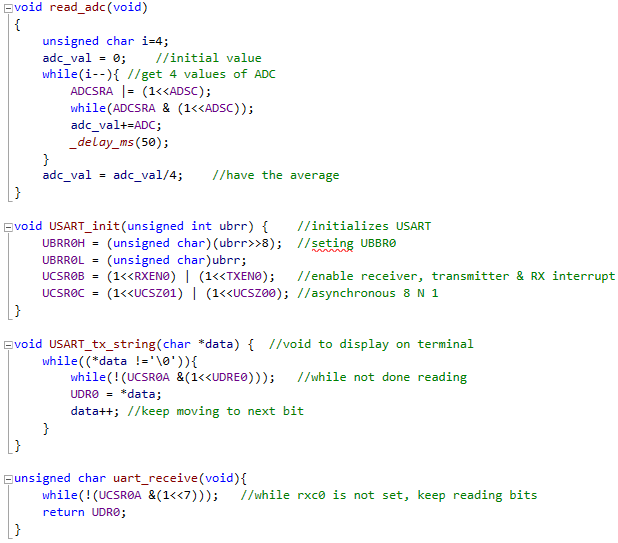 void read_adc(void)
{
    unsigned char i=4;
    adc_val = 0;    //initial value
    while(i--){ //get 4 values of ADC
        ADCSRA |= (1<<ADSC);
        while(ADCSRA & (1<<ADSC));
        adc_val+=ADC;
        _delay_ms(50);
    }
    adc_val = adc_val/4;    //have the average
}

void USART_init(unsigned int ubrr) {    //initializes USART
    UBRR0H = (unsigned char)(ubrr>>8);  //seting UBBR0
    UBRR0L = (unsigned char)ubrr;
    UCSR0B = (1<<RXEN0) | (1<<TXEN0);   //enable receiver, transmitter & RX interrupt
    UCSR0C = (1<<UCSZ01) | (1<<UCSZ00); //asynchronous 8 N 1
}

void USART_tx_string(char *data) {  //void to display on terminal
    while((*data !='\0')){
        while(!(UCSR0A &(1<<UDRE0)));   //while not done reading
        UDR0 = *data;
        data++; //keep moving to next bit
    }
}

unsigned char uart_receive(void){
    while(!(UCSR0A &(1<<7)));   //while rxc0 is not set, keep reading bits
    return UDR0;
}